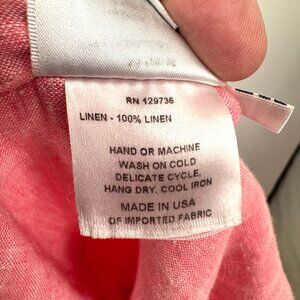 RN 129736
LINEN - 100% LINEN
HAND OR MACHINE
WASH ON COLD
DELICATE CYCLE,
HANG DRY, COOL IRON
MADE IN USA
OF IMPORTED FABRIC